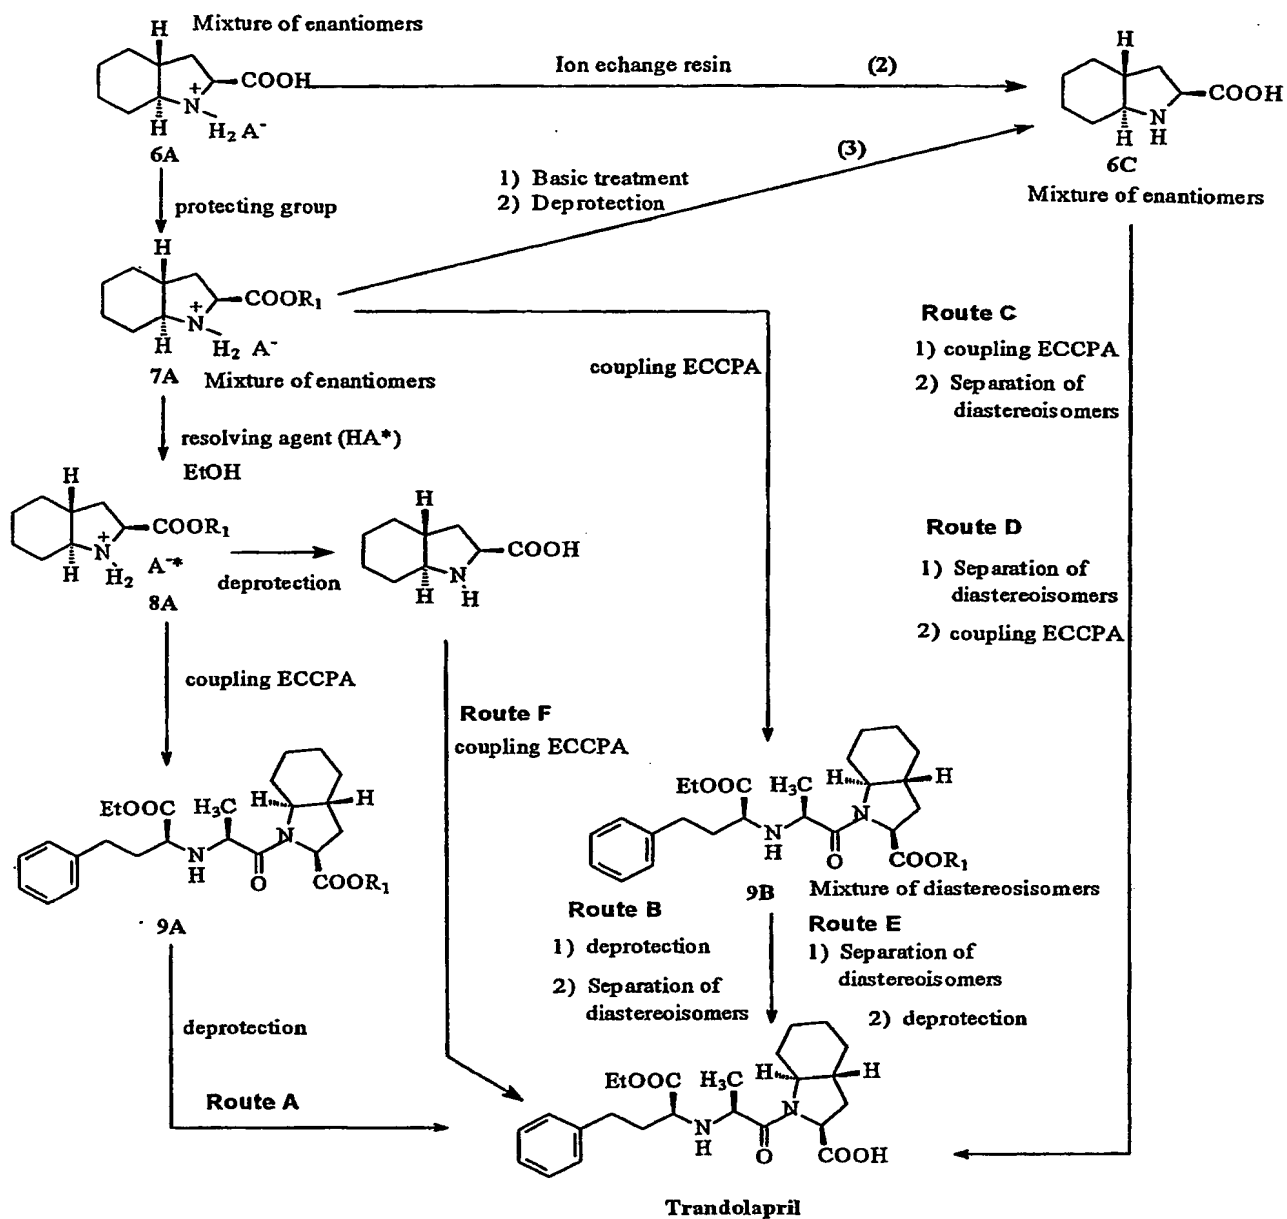 H
Mixture of enantiomers
COOH
N
+
H
H2 A-
6A
Ion echange resin
(2)
H
COOH
N
H
H
6C
Mixture of enantiomers
(3)
1) Basic treatment
2) Deprotection
protecting group
H
COOR1
N
+
H
H2 A-
7A
Mixture of enantiomers
coupling ECCPA
Route C
1) coupling ECCPA
2) Separation of
diastereoisomers
resolving agent (HA*)
EtOH
H
COOR1
N
+
H
H2
A-*
8A
deprotection
H
COOH
N
H
H
Route D
1) Separation of
diastereoisomers
2) coupling ECCPA
coupling ECCPA
Route F
coupling ECCPA
EtOOC
H3C
H
H
N
N
H
O
COOR1
9A
EtOOC
H3C
H
H
N
N
H
O
COOR1
9B
Mixture of diastereosisomers
Route B
1) deprotection
2) Separation of
diastereoisomers
Route E
1) Separation of
diastereoisomers
2) deprotection
deprotection
Route A
EtOOC
H3C
H
H
N
N
H
O
COOH
Trandolapril